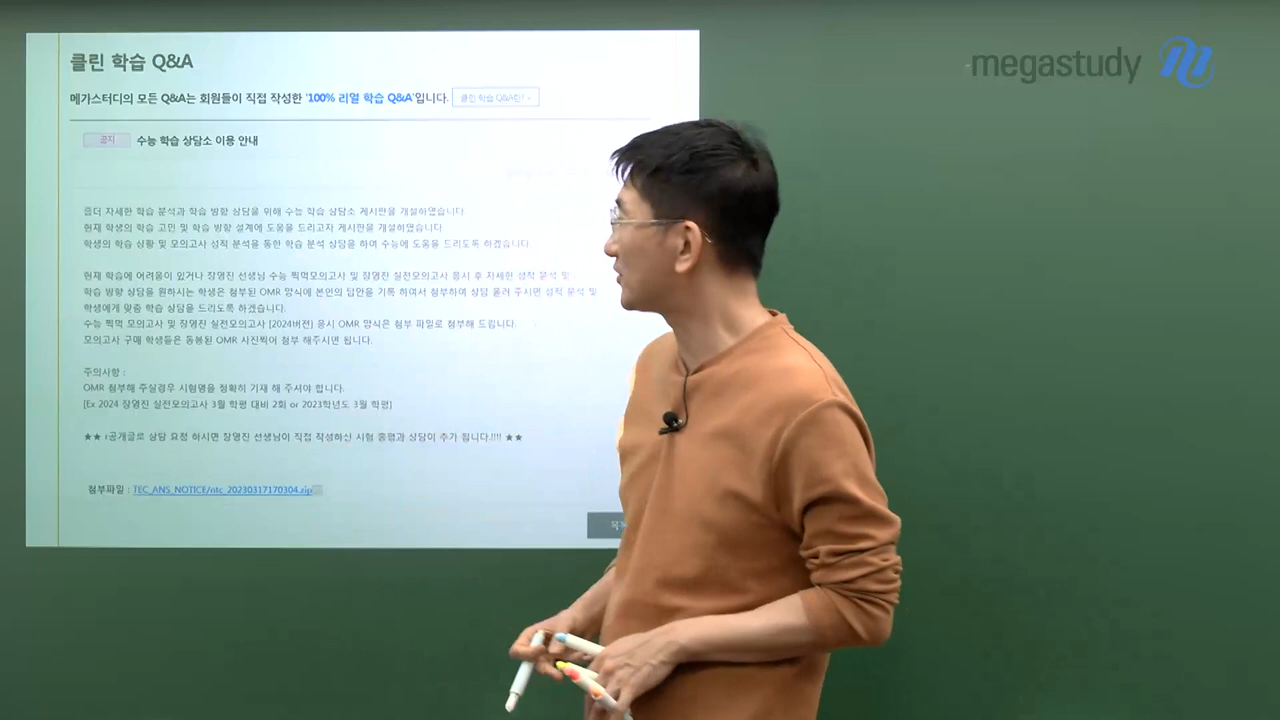 megastudy
클린 학습 Q&A
메가스터디의 모든 Q&A는 회원들이 직접 작성한 '100% 리얼 학습 Q&A'입니다. 클린 학습 Q&A란?
공지 수능 학습 상담소 이용 안내
좀더 자세한 학습 분석과 학습 방향 상담을 위해 수능 학습 상담소 게시판을 개설하였습니다.
현재 학생의 학습 고민 및 학습 방향 설계에 도움을 드리고자 게시판을 개설하였습니다.
학생의 학습 상황 및 모의고사 성적 분석을 통한 학습 분석 상담을 하여 수능에 도움을 드리도록 하겠습니다.
현재 학습에 어려움이 있거나 장영진 선생님 수능 찍먹모의고사 및 장영진 실전모의고사 응시 후 자세한 성적 분석 및
학습 방향 상담을 원하시는 학생은 첨부된 OMR 양식에 본인의 답안을 기록 하여서 첨부하여 상담 올려 주시면 성적 분석 및
학생에게 맞춤 학습 상담을 드리도록 하겠습니다.
수능 찍먹 모의고사 및 장영진 실전모의고사 [2024버전] 응시 OMR 양식은 첨부 파일로 첨부해 드립니다.
모의고사 구매 학생들은 동봉된 OMR 사진찍어 첨부 해주시면 됩니다.
주의사항 :
OMR 첨부해 주실경우 시험명을 정확히 기재 해 주셔야 합니다.
[Ex 2024 장영진 실전모의고사 3월 학평 대비 2회 or 2023학년도 3월 학평]
★★ 공개글로 상담 요청 하시면 장영진 선생님이 직접 작성하신 시험 총평과 상담이 추가 됩니다.!!!! ★★
첨부파일 : TEC_ANS_NOTICE/ntc_20230317170304.zip